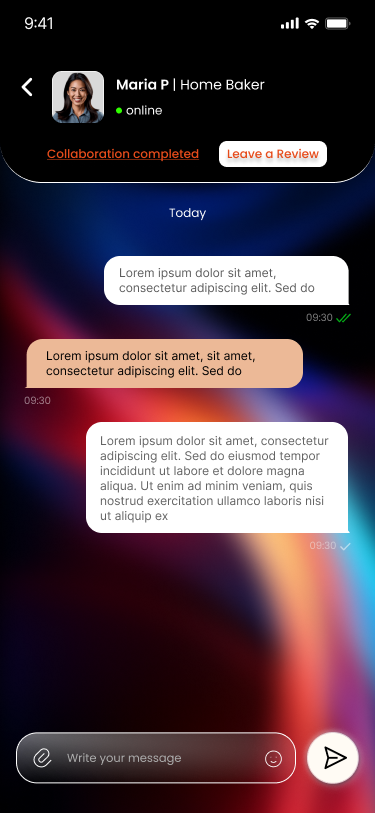 9:41
Maria P | Home Baker
online
Collaboration completed
Leave a Review
Today
Lorem ipsum dolor sit amet,
consectetur adipiscing elit. Sed do
09:30
Lorem ipsum dolor sit amet, sit amet,
consectetur adipiscing elit. Sed do
09:30
Lorem ipsum dolor sit amet, consectetur
adipiscing elit. Sed do eiusmod tempor
incididunt ut labore et dolore magna
aliqua. Ut enim ad minim veniam, quis
nostrud exercitation ullamco laboris nisi
ut aliquip ex
09:30
Write your message